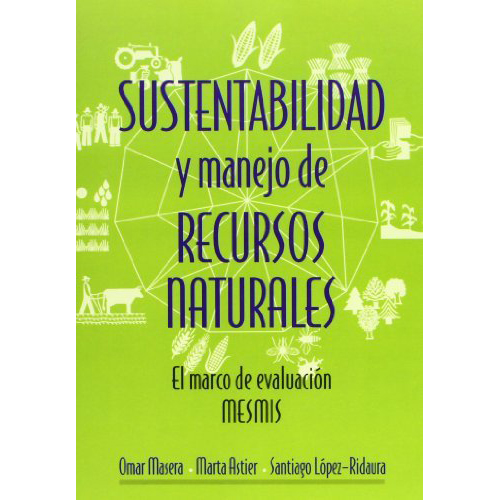 SUSTENTABILIDAD
y manejo de
RECURSOS
NATURALES
El marco de evaluación
MESMIS
Omar Masera • Marta Astier • Santiago López-Ridaura